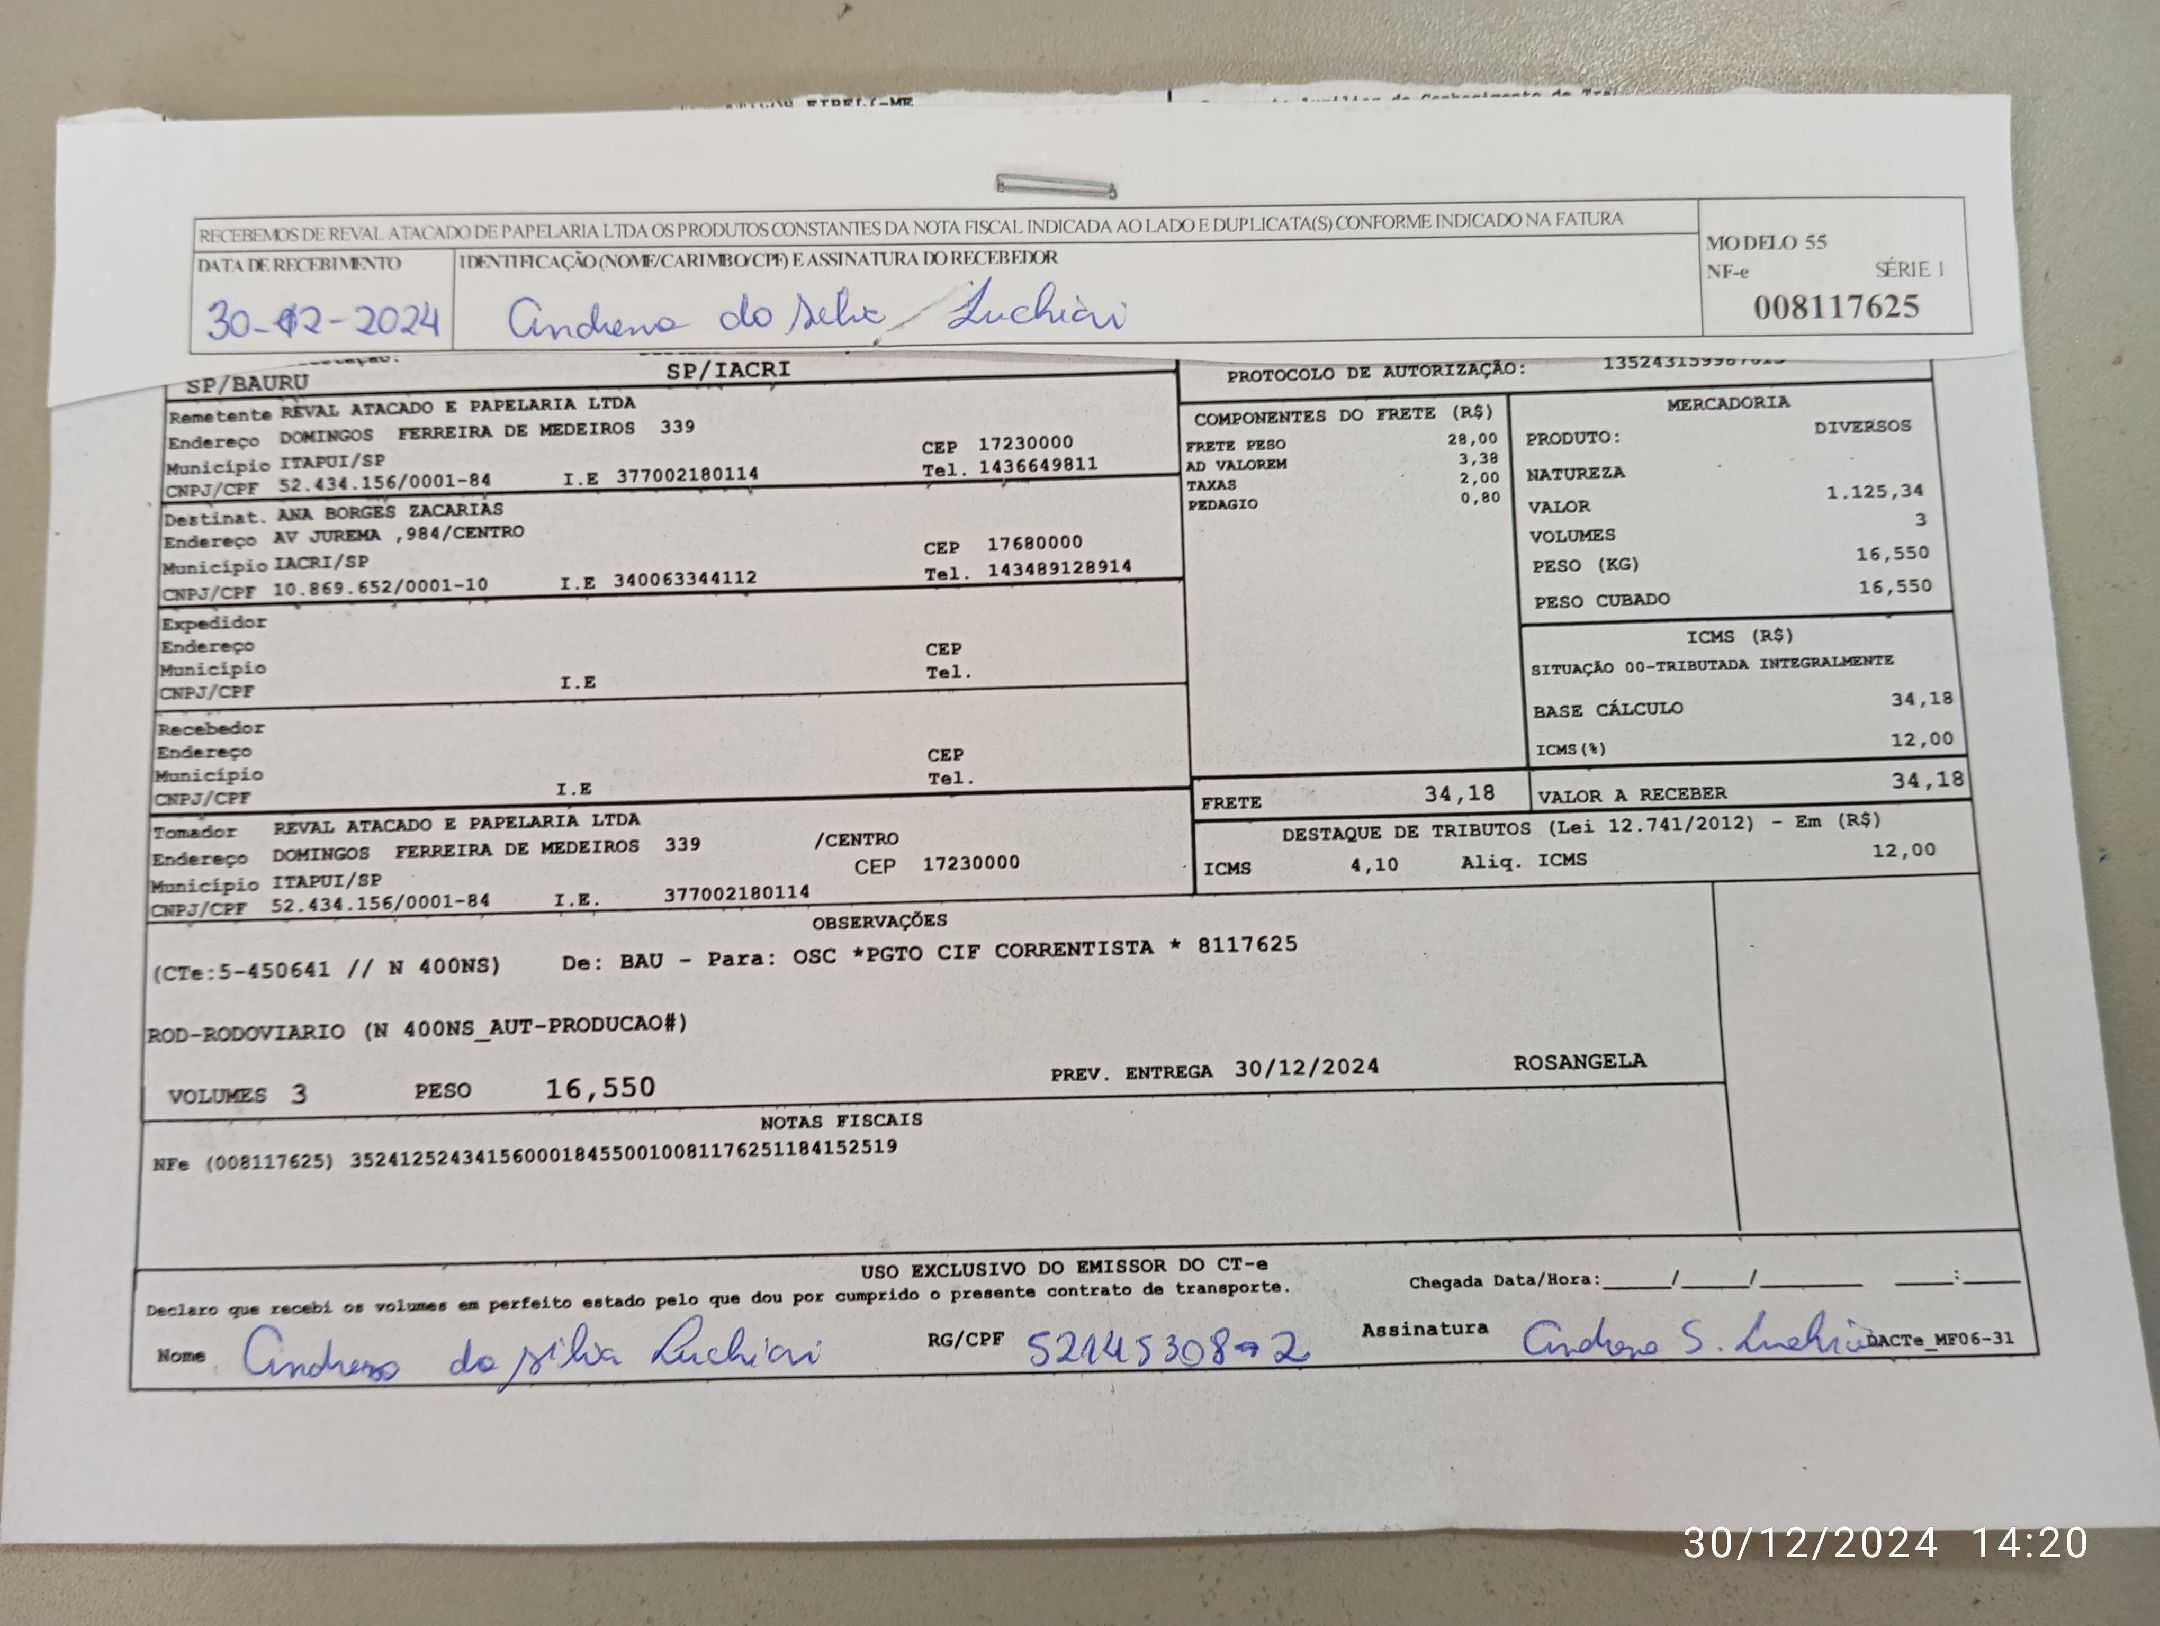 RECEBEMOS DE REVAL ATACADO DE PAPELARIA LTDA OS PRODUTOS CONSTANTES DA NOTA FISCAL INDICADA AO LADO E DUPLICATA(S) CONFORME INDICADO NA FATURA
DATA DE RECEBIMENTO IDENTIFICAÇÃO (NOME/CARIMBO/CPF) E ASSINATURA DO RECEBEDOR
30-12-2024 da Silva Luchiari
MODELO 55
NF-e SÉRIE 1
008117625
SP/BAURU SP/IACRI
PROTOCOLO DE AUTORIZAÇÃO:
Remetente REVAL ATACADO E PAPELARIA LTDA
Endereço DOMINGOS FERREIRA DE MEDEIROS 339
Município ITAPUI/SP CEP 17230000
CNPJ/CPF 52.434.156/0001-84 I.E 377002180114 Tel. 1436649811
Destinat. ANA BORGES ZACARIAS
Endereço AV JUREMA ,984/CENTRO
Município IACRI/SP CEP 17680000
CNPJ/CPF 10.869.652/0001-10 I.E 340063344112 Tel. 143489128914
Expedidor
Endereço
Município CEP
CNPJ/CPF I.E Tel.
Recebedor
Endereço
Município CEP
CNPJ/CPF I.E Tel.
Tomador REVAL ATACADO E PAPELARIA LTDA
Endereço DOMINGOS FERREIRA DE MEDEIROS 339 /CENTRO
Município ITAPUI/SP CEP 17230000
CNPJ/CPF 52.434.156/0001-84 I.E. 377002180114
COMPONENTES DO FRETE (R$)
FRETE PESO 28,00
AD VALOREM 3,38
TAXAS 2,00
PEDAGIO 0,80
MERCADORIA
PRODUTO: DIVERSOS
NATUREZA
VALOR 1.125,34
VOLUMES 3
PESO (KG) 16,550
PESO CUBADO 16,550
ICMS (R$)
SITUAÇÃO 00-TRIBUTADA INTEGRALMENTE
BASE CÁLCULO 34,18
ICMS(%) 12,00
FRETE 34,18 VALOR A RECEBER 34,18
DESTAQUE DE TRIBUTOS (Lei 12.741/2012) - Em (R$)
ICMS 4,10 Aliq. ICMS 12,00
OBSERVAÇÕES
(CTe:5-450641 // N 400NS) De: BAU - Para: OSC *PGTO CIF CORRENTISTA * 8117625
ROD-RODOVIARIO (N 400NS_AUT-PRODUCAO#)
VOLUMES 3 PESO 16,550 PREV. ENTREGA 30/12/2024 ROSANGELA
NOTAS FISCAIS
NFe (008117625) 35241252434156000184550010081176251184152519
USO EXCLUSIVO DO EMISSOR DO CT-e
Declaro que recebi os volumes em perfeito estado pelo que dou por cumprido o presente contrato de transporte. Chegada Data/Hora:_____/_____/________ ____:____
Nome da silva Luchiari RG/CPF Assinatura S. Luchiari DACTe_MF06-31
30/12/2024 14:20